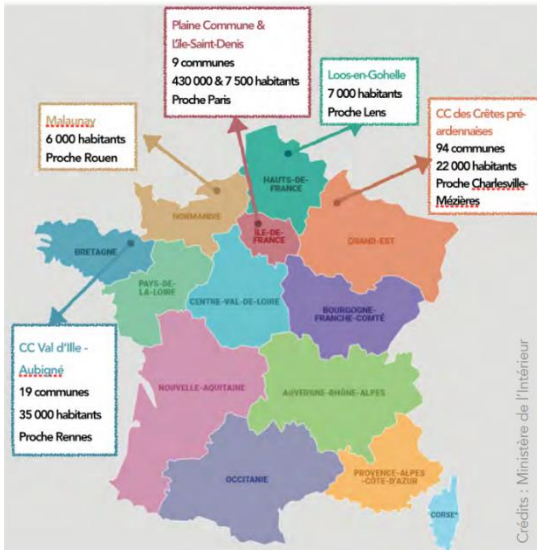 Plaine Commune &
L'Île-Saint-Denis
9 communes
430 000 & 7 500 habitants
Proche Paris
Loos-en-Gohelle
7 000 habitants
Proche Lens
Malaunay
6 000 habitants
Proche Rouen
CC des Crêtes pré-
ardennaises
94 communes
22 000 habitants
Proche Charlesville-
Mézières
HAUTS-DE-
FRANCE
NORMANDIE
ÎLE-DE-
FRANCE
GRAND-EST
BRETAGNE
PAYS-DE-
LA-LOIRE
CENTRE-VAL-DE-LOIRE
BOURGOGNE-
FRANCHE-COMTÉ
CC Val d'Ille -
Aubigné
19 communes
35 000 habitants
Proche Rennes
NOUVELLE-AQUITAINE
AUVERGNE-RHÔNE-ALPES
OCCITANIE
PROVENCE-ALPES
-CÔTE-D'AZUR
CORSE*
Crédits : Ministère de l'Intérieur